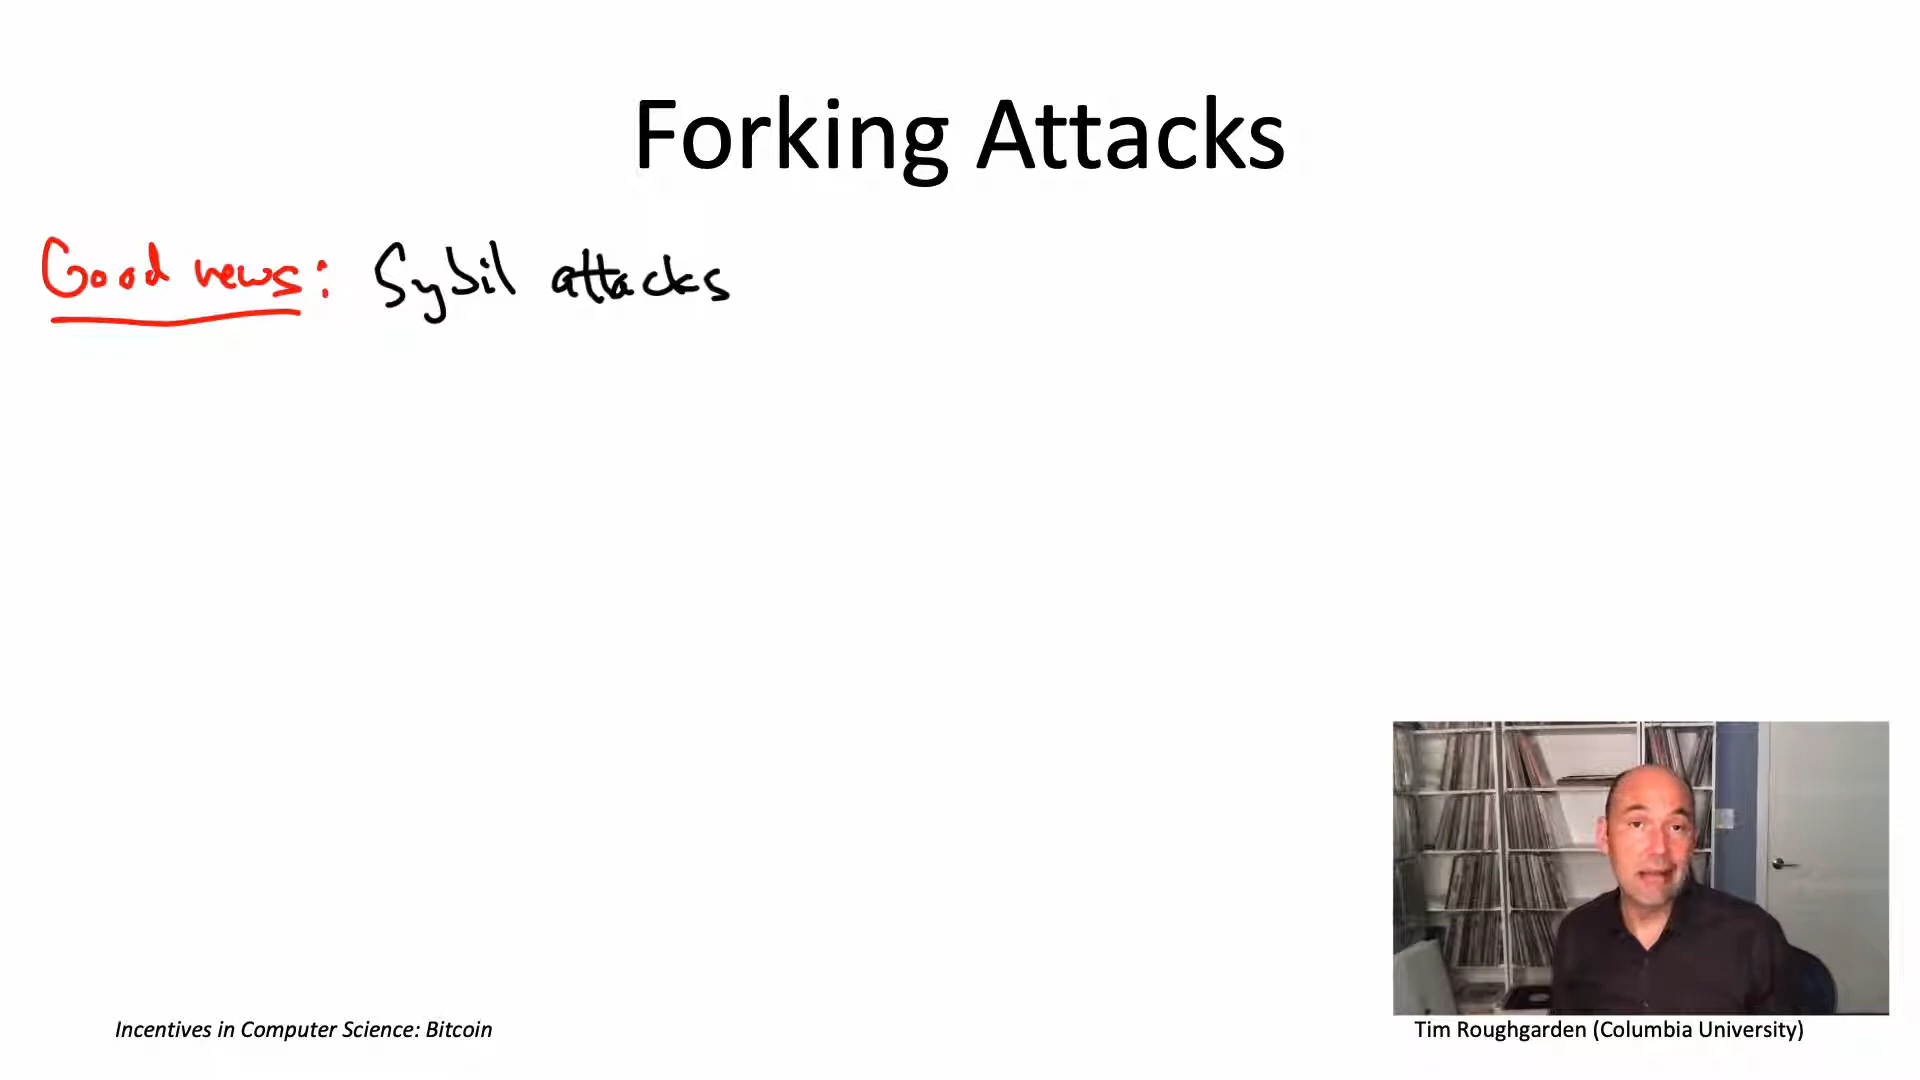 Forking Attacks
Good news: Sybil attacks
Incentives in Computer Science: Bitcoin
Tim Roughgarden (Columbia University)